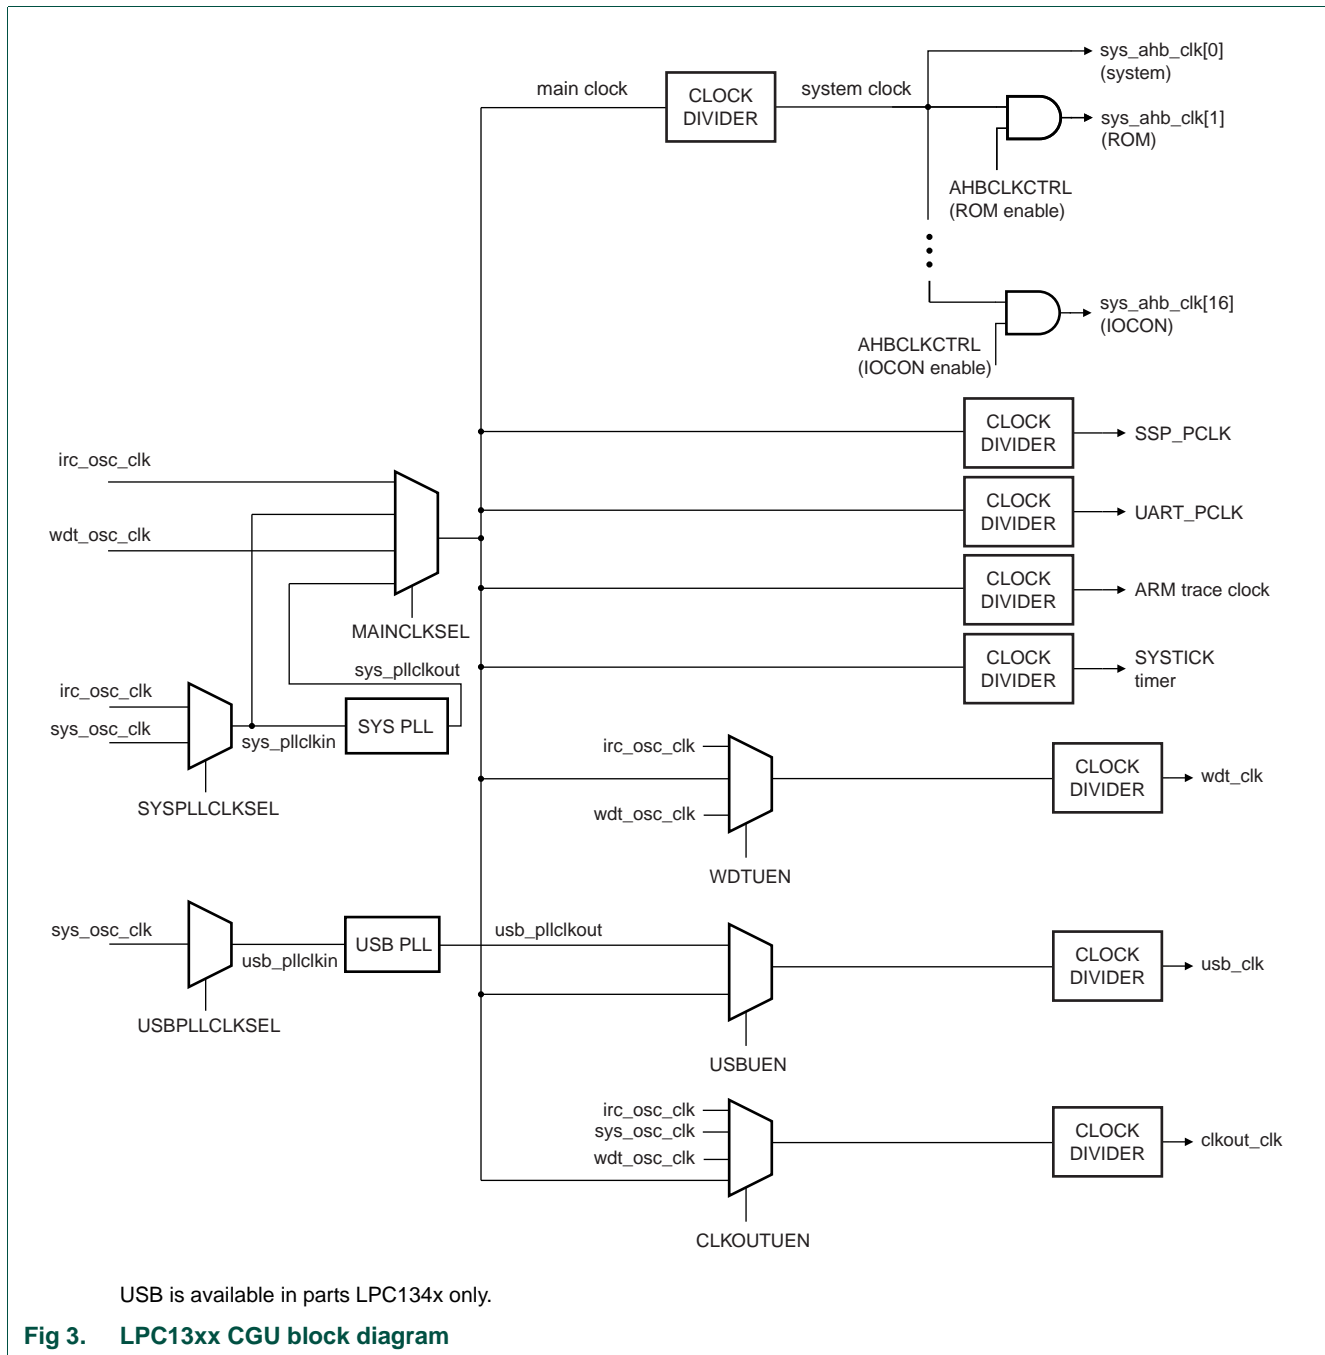 sys_ahb_clk[0]
(system)
main clock
CLOCK
DIVIDER
system clock
sys_ahb_clk[1]
(ROM)
AHBCLKCTRL
(ROM enable)
sys_ahb_clk[16]
(IOCON)
AHBCLKCTRL
(IOCON enable)
CLOCK
DIVIDER
SSP_PCLK
irc_osc_clk
CLOCK
DIVIDER
UART_PCLK
wdt_osc_clk
CLOCK
DIVIDER
ARM trace clock
MAINCLKSEL
sys_pllclkout
CLOCK
DIVIDER
SYSTICK
timer
irc_osc_clk
sys_osc_clk
sys_pllclkin
SYS PLL
SYSPLLCLKSEL
irc_osc_clk
wdt_osc_clk
CLOCK
DIVIDER
wdt_clk
WDTUEN
sys_osc_clk
usb_pllclkin
USB PLL
usb_pllclkout
CLOCK
DIVIDER
usb_clk
USBPLLCLKSEL
USBUEN
irc_osc_clk
sys_osc_clk
wdt_osc_clk
CLOCK
DIVIDER
clkout_clk
CLKOUTUEN
USB is available in parts LPC134x only.
Fig 3. LPC13xx CGU block diagram